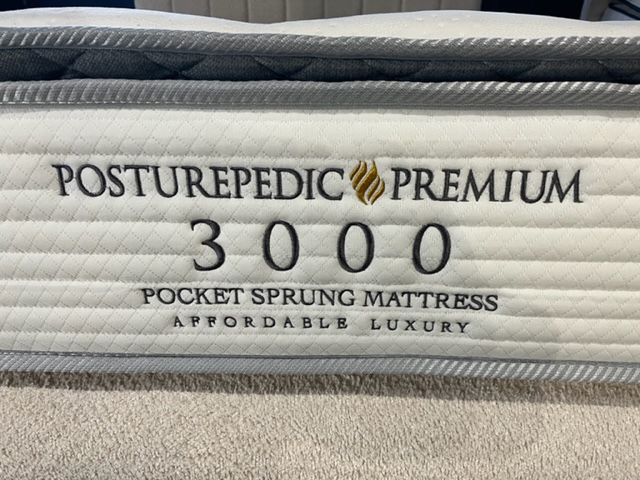 POSTUREPEDIC PREMIUM
3000
POCKET SPRUNG MATTRESS
AFFORDABLE LUXURY